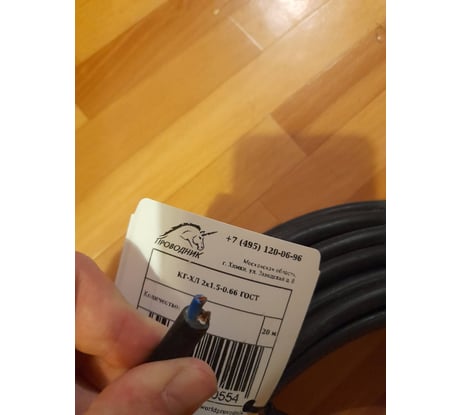 ПРОВОДНИК
+7 (495) 120-06-96
Московская область,
г. Химки, ул. Заводская д. 8
КГ-ХЛ 2х1.5-0.66 ГОСТ
Количество: 20 м
0554